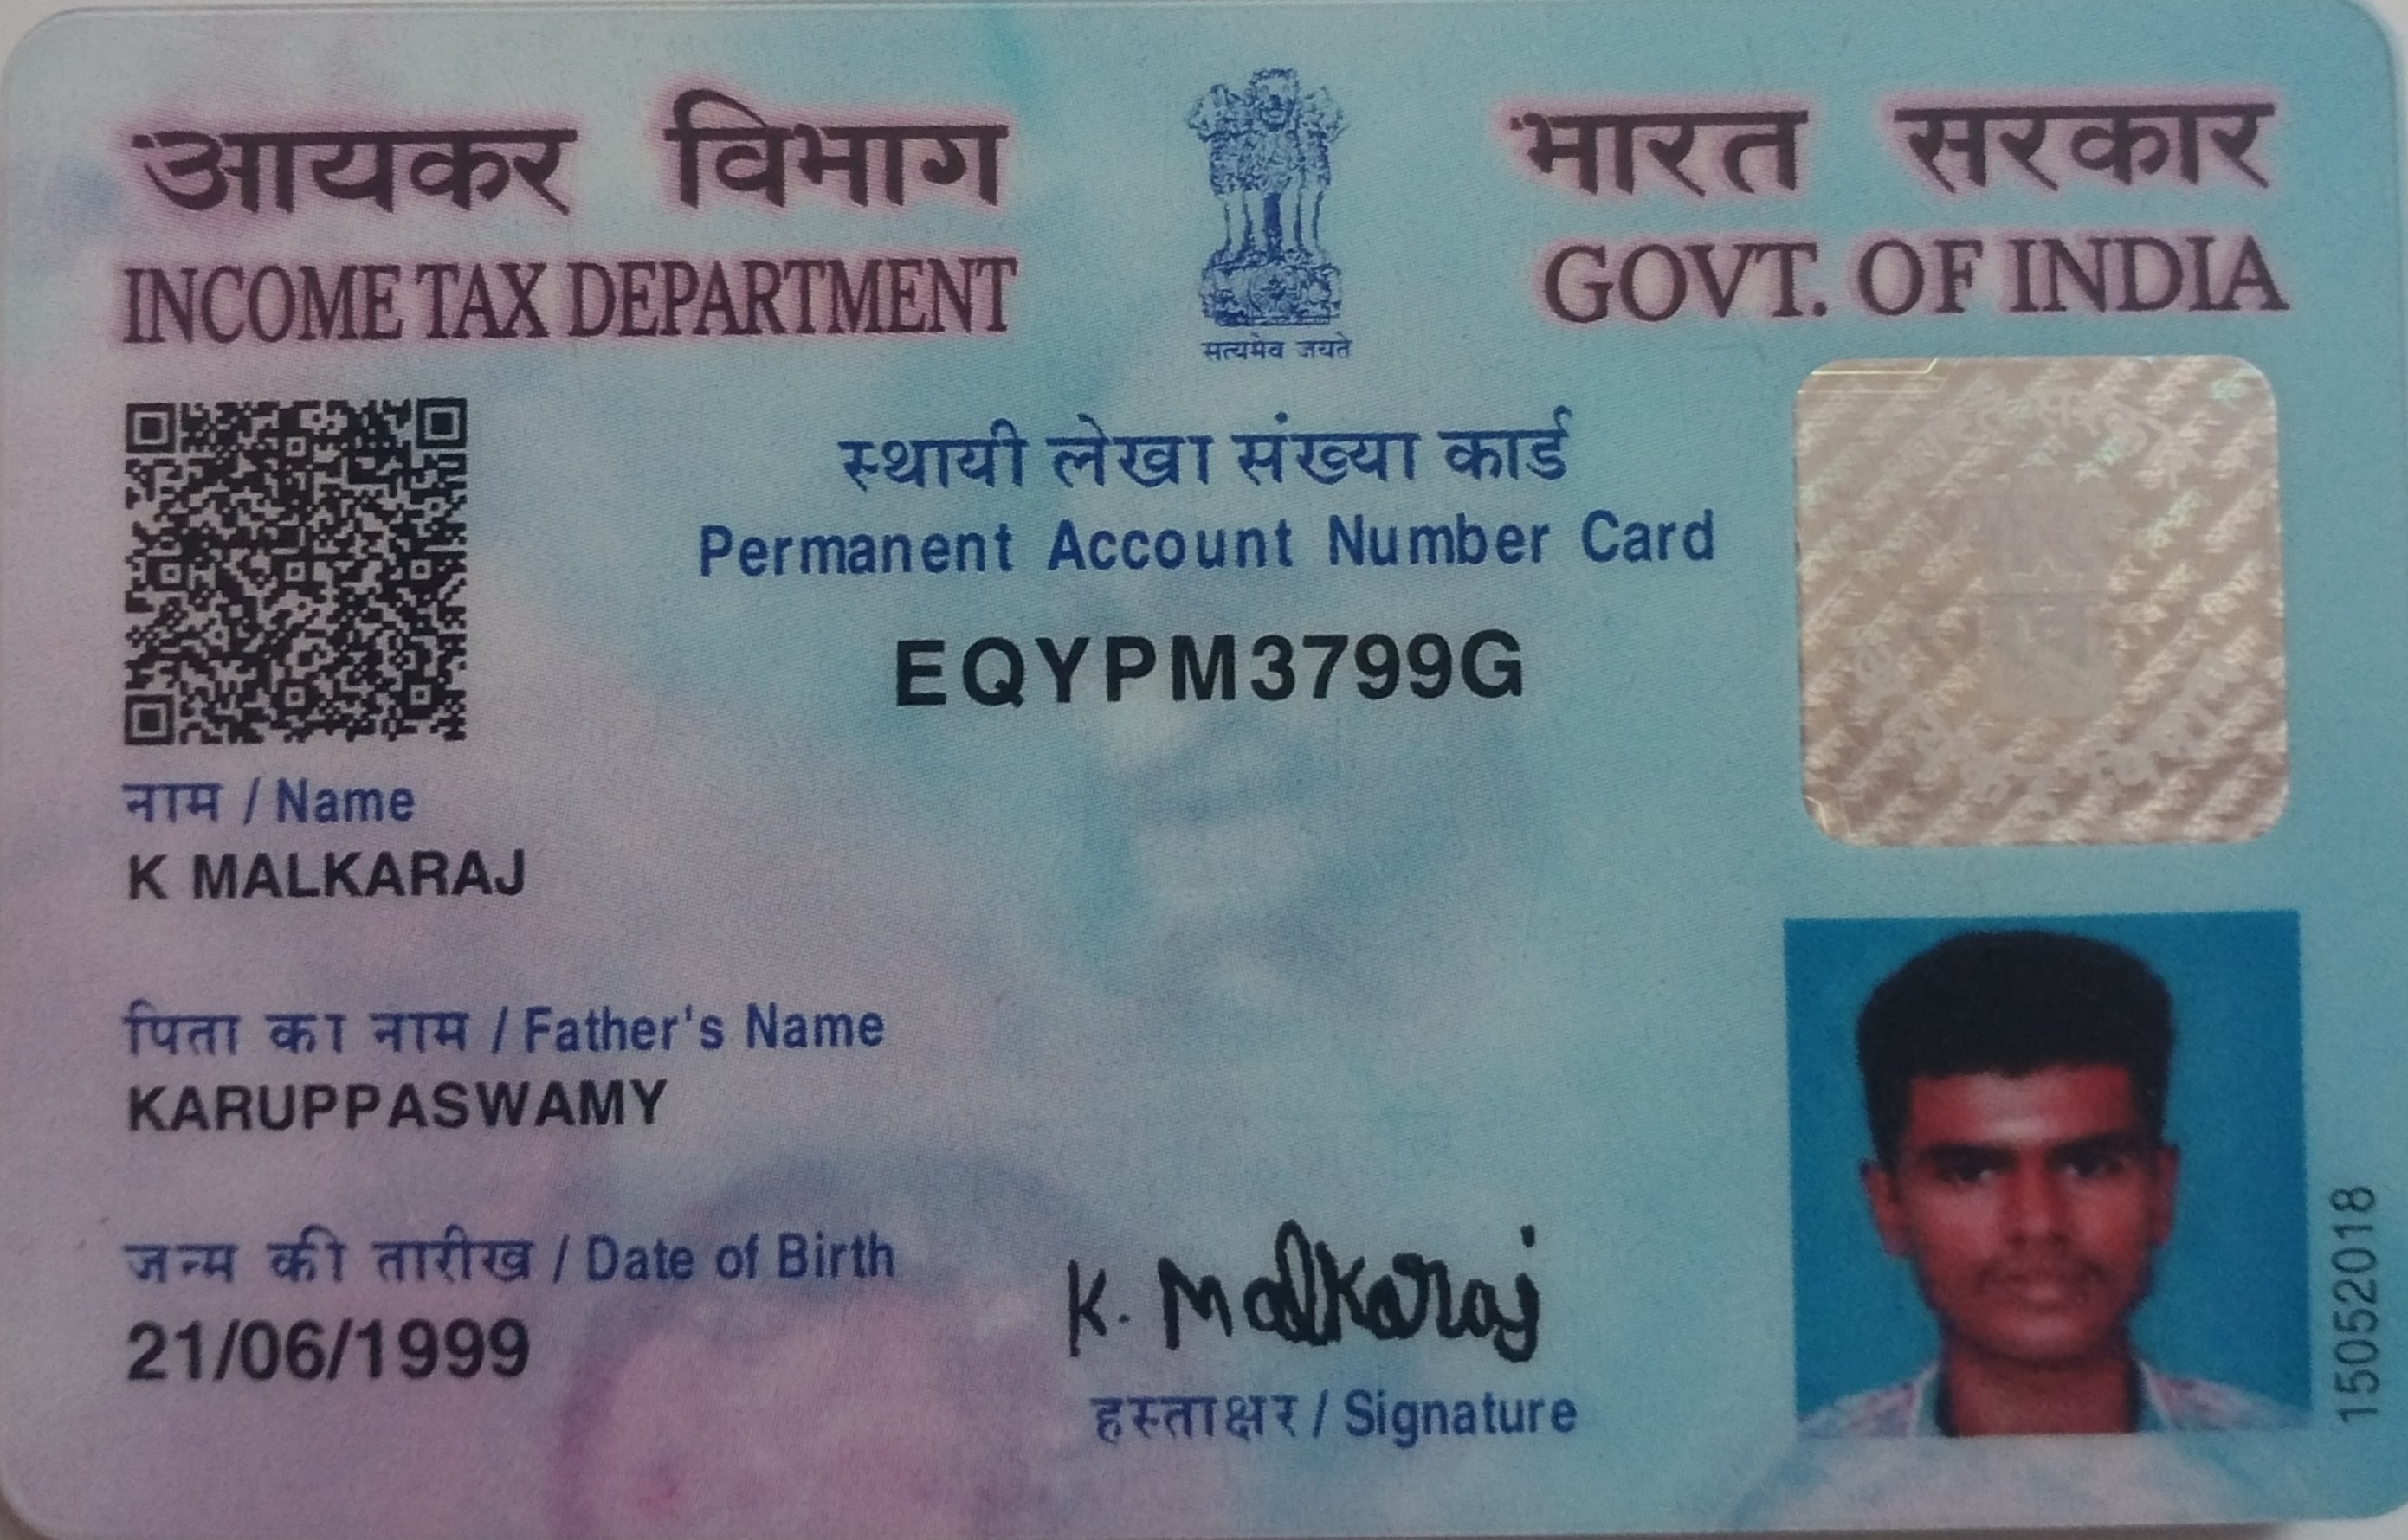 आयकर विभाग
INCOME TAX DEPARTMENT
सत्यमेव जयते
भारत सरकार
GOVT. OF INDIA
स्थायी लेखा संख्या कार्ड
Permanent Account Number Card
EQYPM3799G
नाम / Name
K MALKARAJ
पिता का नाम / Father's Name
KARUPPASWAMY
जन्म की तारीख / Date of Birth
21/06/1999
K. Malkaraj
हस्ताक्षर / Signature
15052018